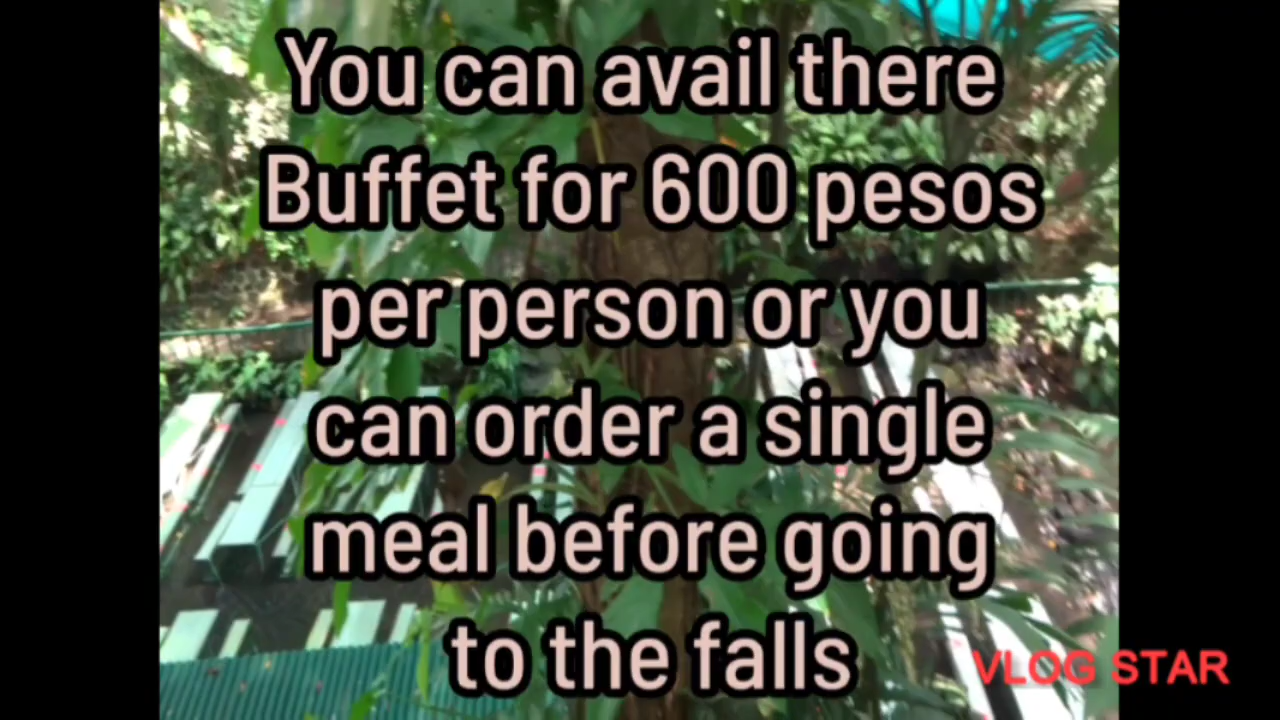 You can avail there
Buffet for 600 pesos
per person or you
can order a single
meal before going
to the falls
VLOG STAR